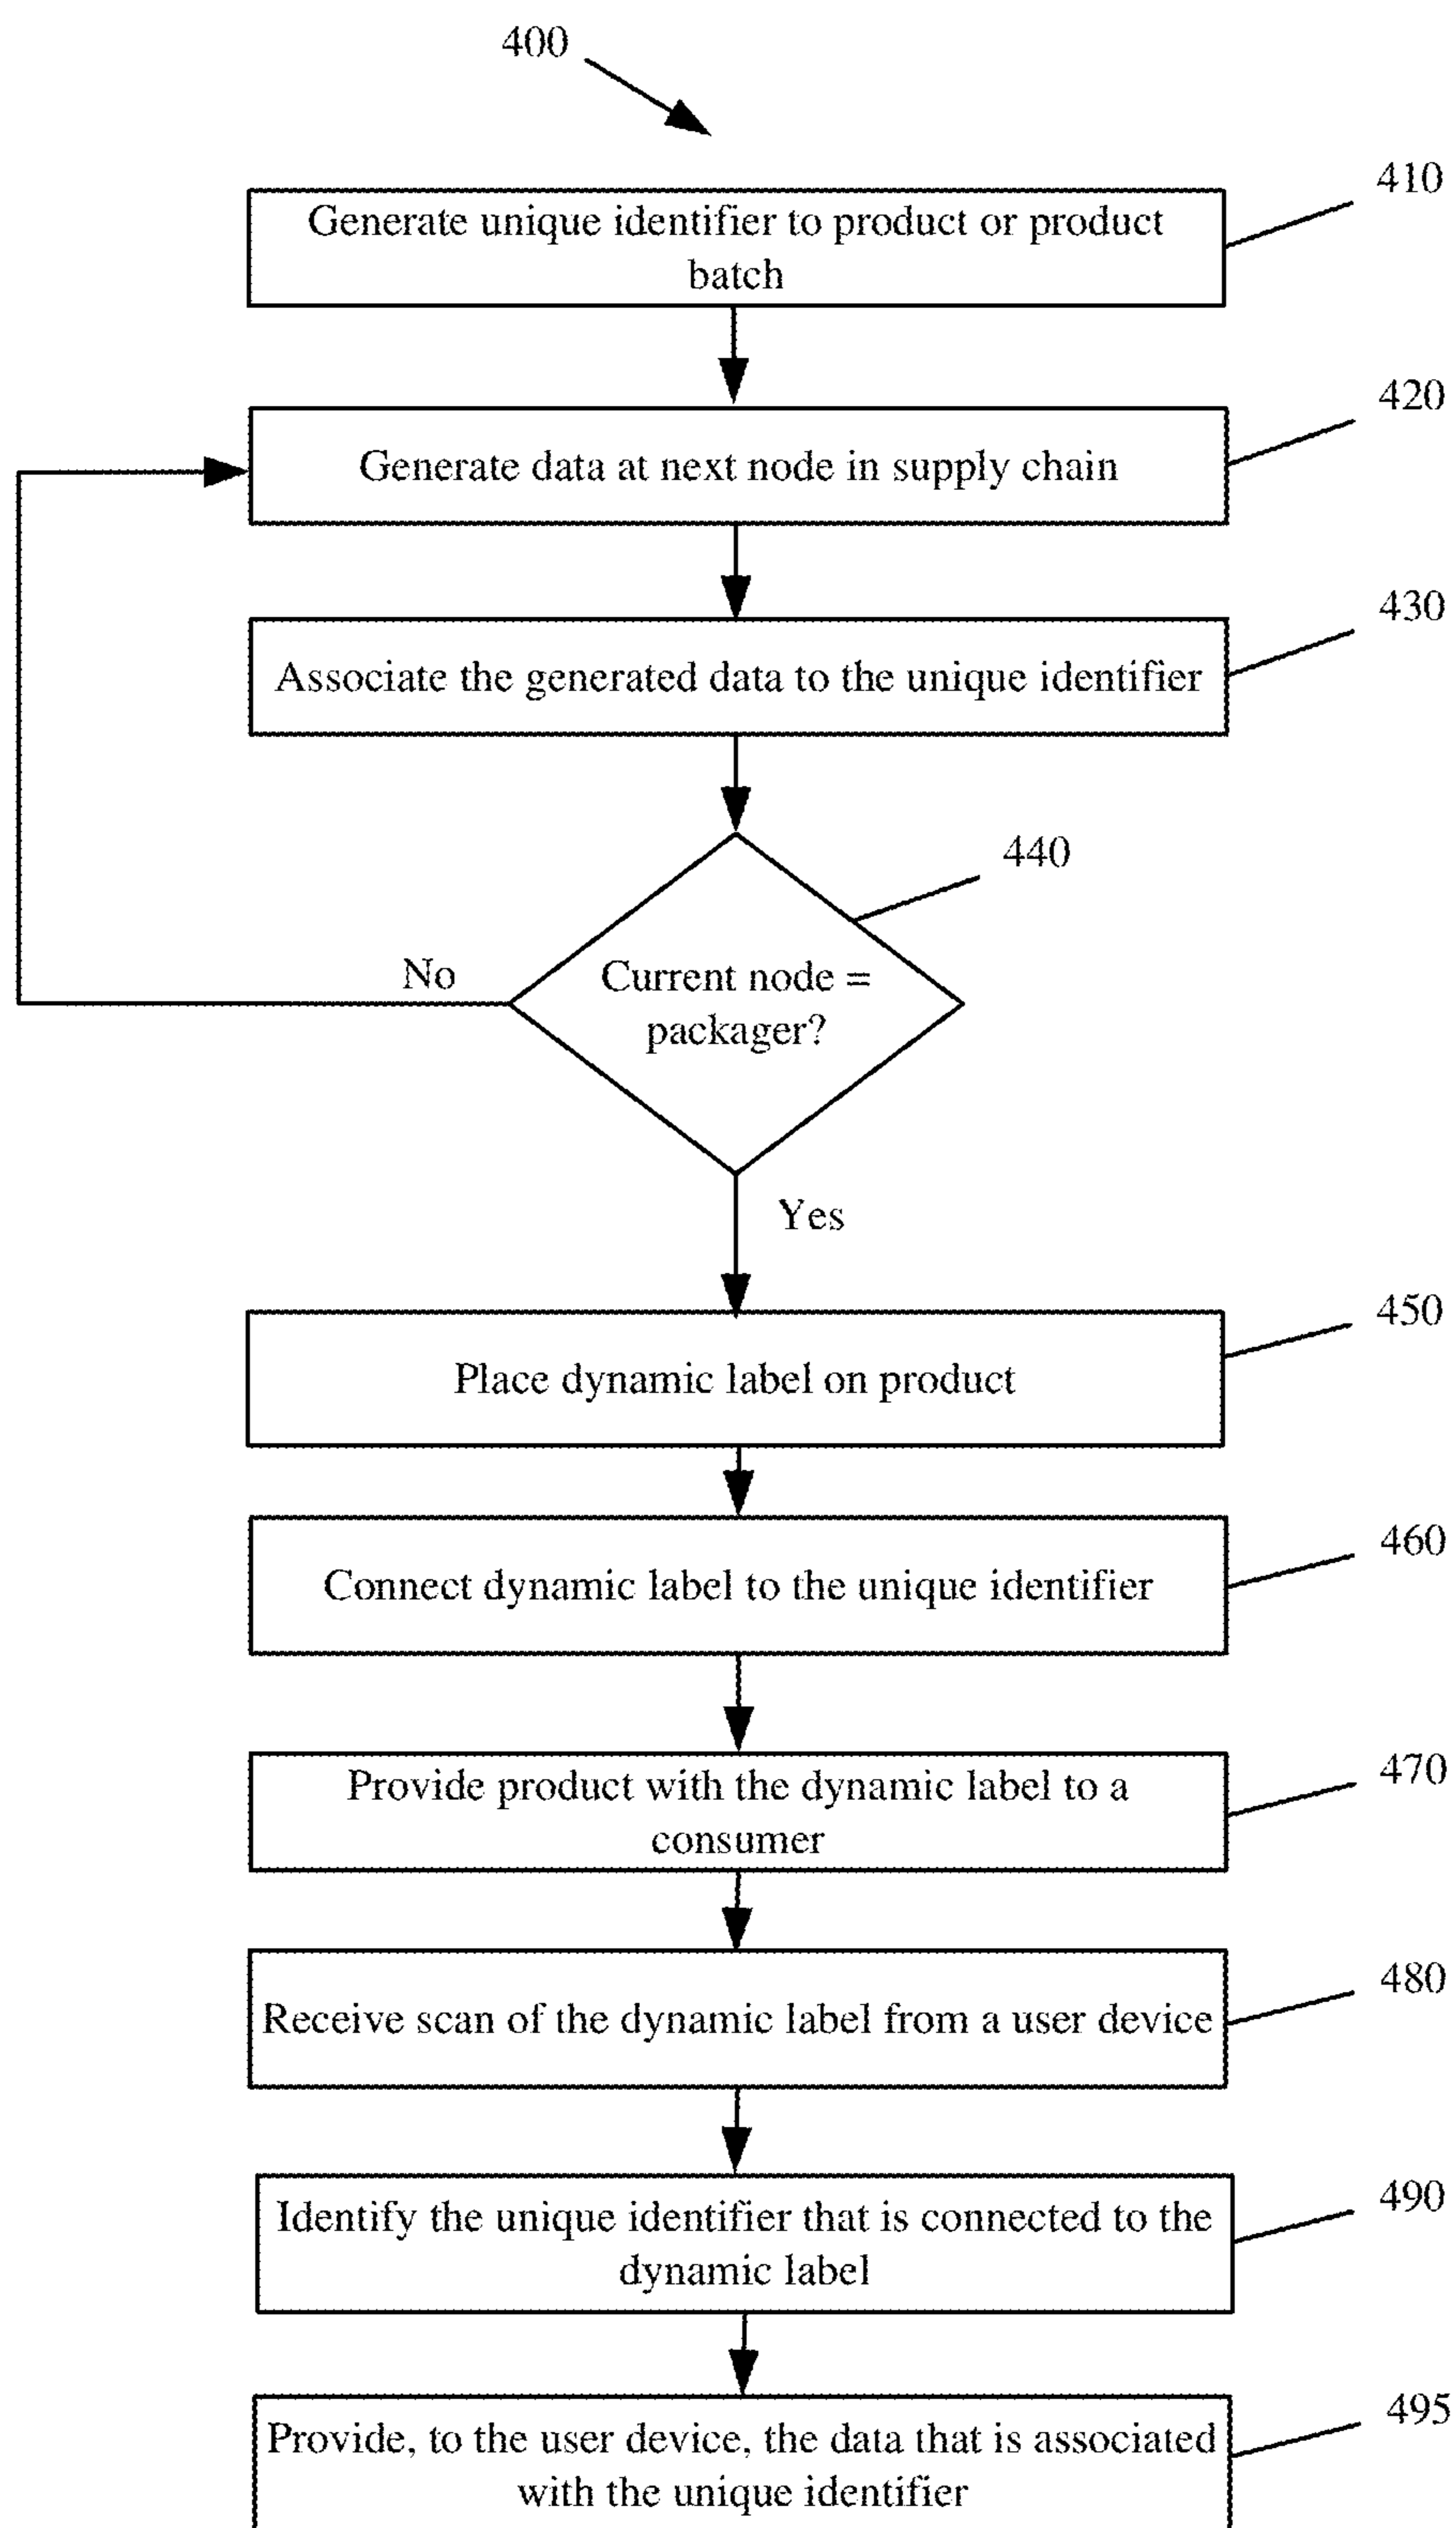 400
410
Generate unique identifier to product or product
batch
420
Generate data at next node in supply chain
430
Associate the generated data to the unique identifier
440
No
Current node =
packager?
Yes
450
Place dynamic label on product
460
Connect dynamic label to the unique identifier
470
Provide product with the dynamic label to a
consumer
480
Receive scan of the dynamic label from a user device
490
Identify the unique identifier that is connected to the
dynamic label
495
Provide, to the user device, the data that is associated
with the unique identifier